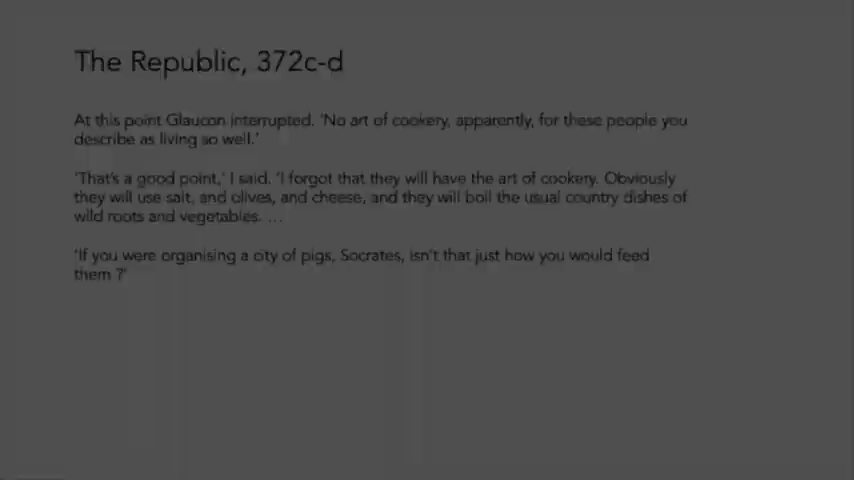 The Republic, 372c-d
At this point Glaucon interrupted. 'No art of cookery, apparently, for these people you
describe as living so well.'
'That's a good point,' I said. 'I forgot that they will have the art of cookery. Obviously
they will use salt, and olives, and cheese, and they will boil the usual country dishes of
wild roots and vegetables. ...
'If you were organising a city of pigs, Socrates, isn't that just how you would feed
them ?'